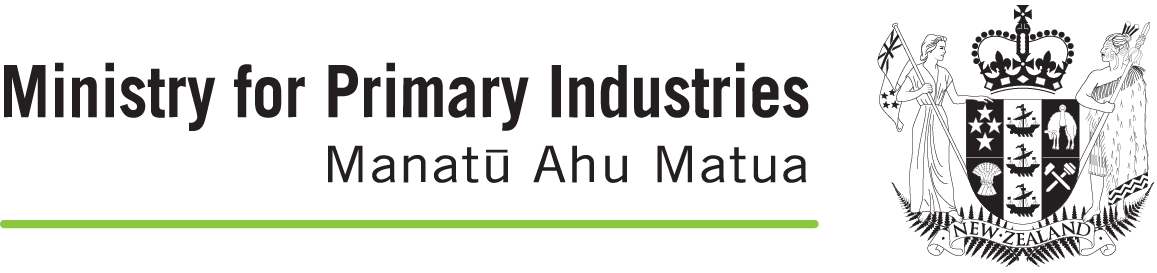 Ministry for Primary Industries
Manatū Ahu Matua
NEW·ZEALAND